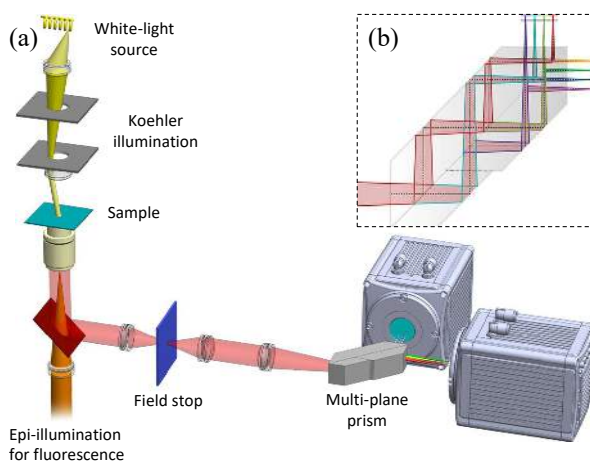 (a)
White-light
source
(b)
Koehler
illumination
Sample
Field stop
Multi-plane
prism
Epi-illumination
for fluorescence